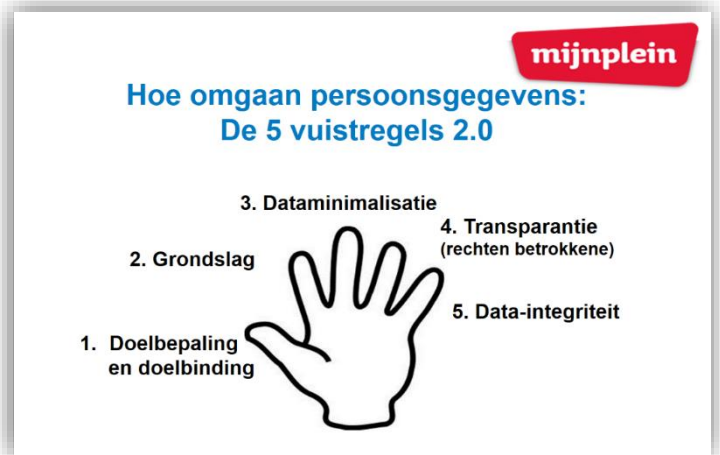 mijnplein
Hoe omgaan persoonsgegevens:
De 5 vuistregels 2.0
3. Dataminimalisatie
4. Transparantie
(rechten betrokkene)
2. Grondslag
5. Data-integriteit
1. Doelbepaling
en doelbinding